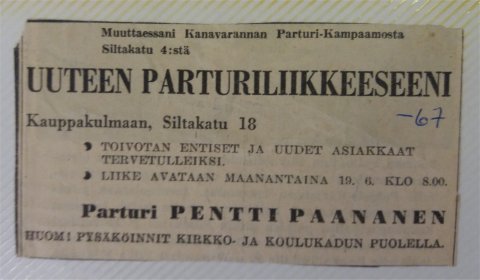 Muuttaessani Kanavarannan Parturi-Kampaamosta
Siltakatu 4:stä
UUTEEN PARTURILIIKKEESEENI
Kauppakulmaan, Siltakatu 18
-67
TOIVOTAN ENTISET JA UUDET ASIAKKAAT
TERVETULLEIKSI.
LIIKE AVATAAN MAANANTAINA 19. 6. KLO 8.00.
Parturi PENTTI PAANANEN
HUOM! PYSÄKÖINNIT KIRKKO- JA KOULUKADUN PUOLELLA.